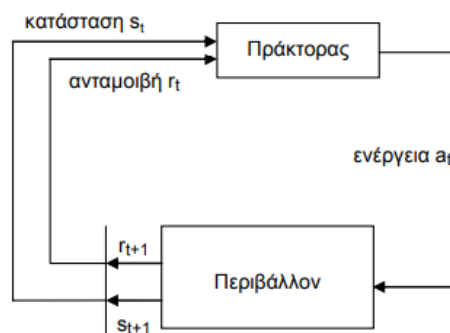 κατάσταση st
Πράκτορας
ανταμοιβή rt
ενέργεια at
rt+1
Περιβάλλον
st+1